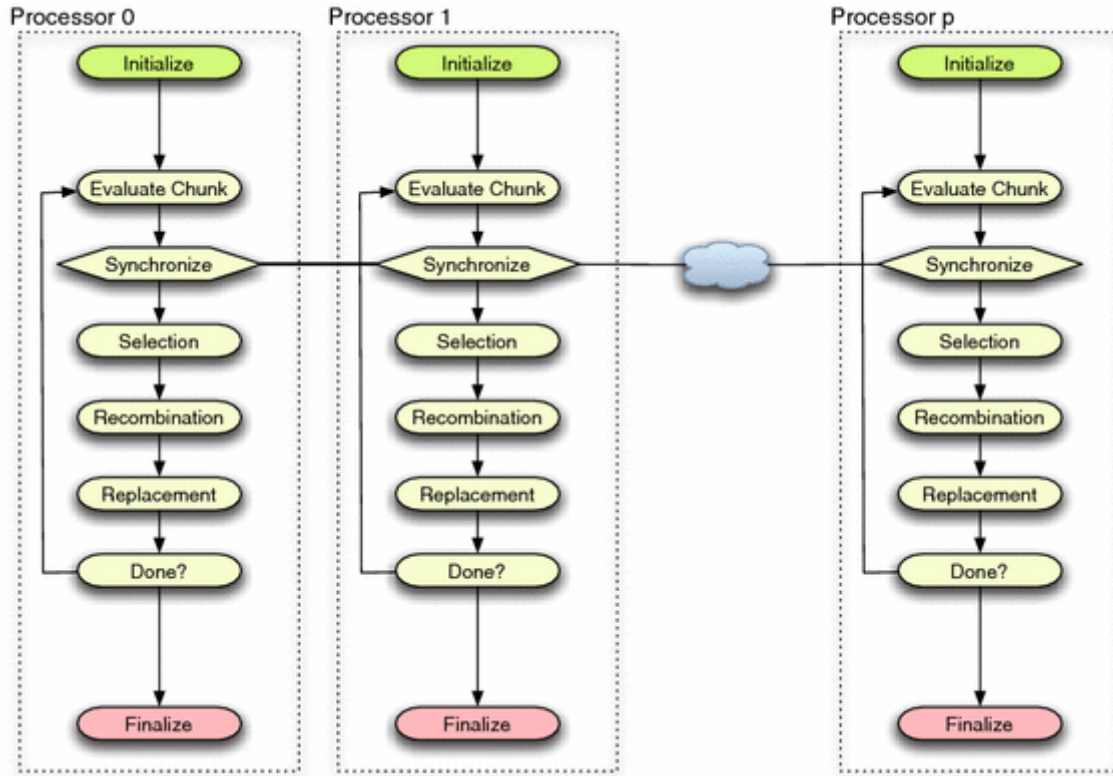 Processor 0
Initialize
Evaluate Chunk
Synchronize
Selection
Recombination
Replacement
Done?
Finalize
Processor 1
Initialize
Evaluate Chunk
Synchronize
Selection
Recombination
Replacement
Done?
Finalize
Processor p
Initialize
Evaluate Chunk
Synchronize
Selection
Recombination
Replacement
Done?
Finalize